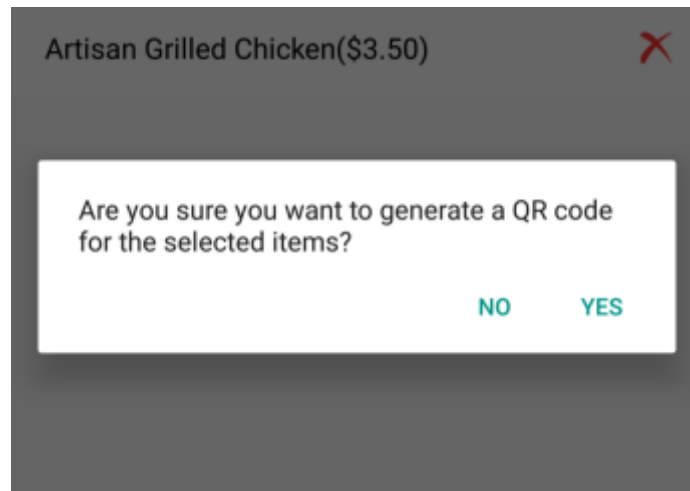 Artisan Grilled Chicken($3.50)
Are you sure you want to generate a QR code
for the selected items?
NO YES